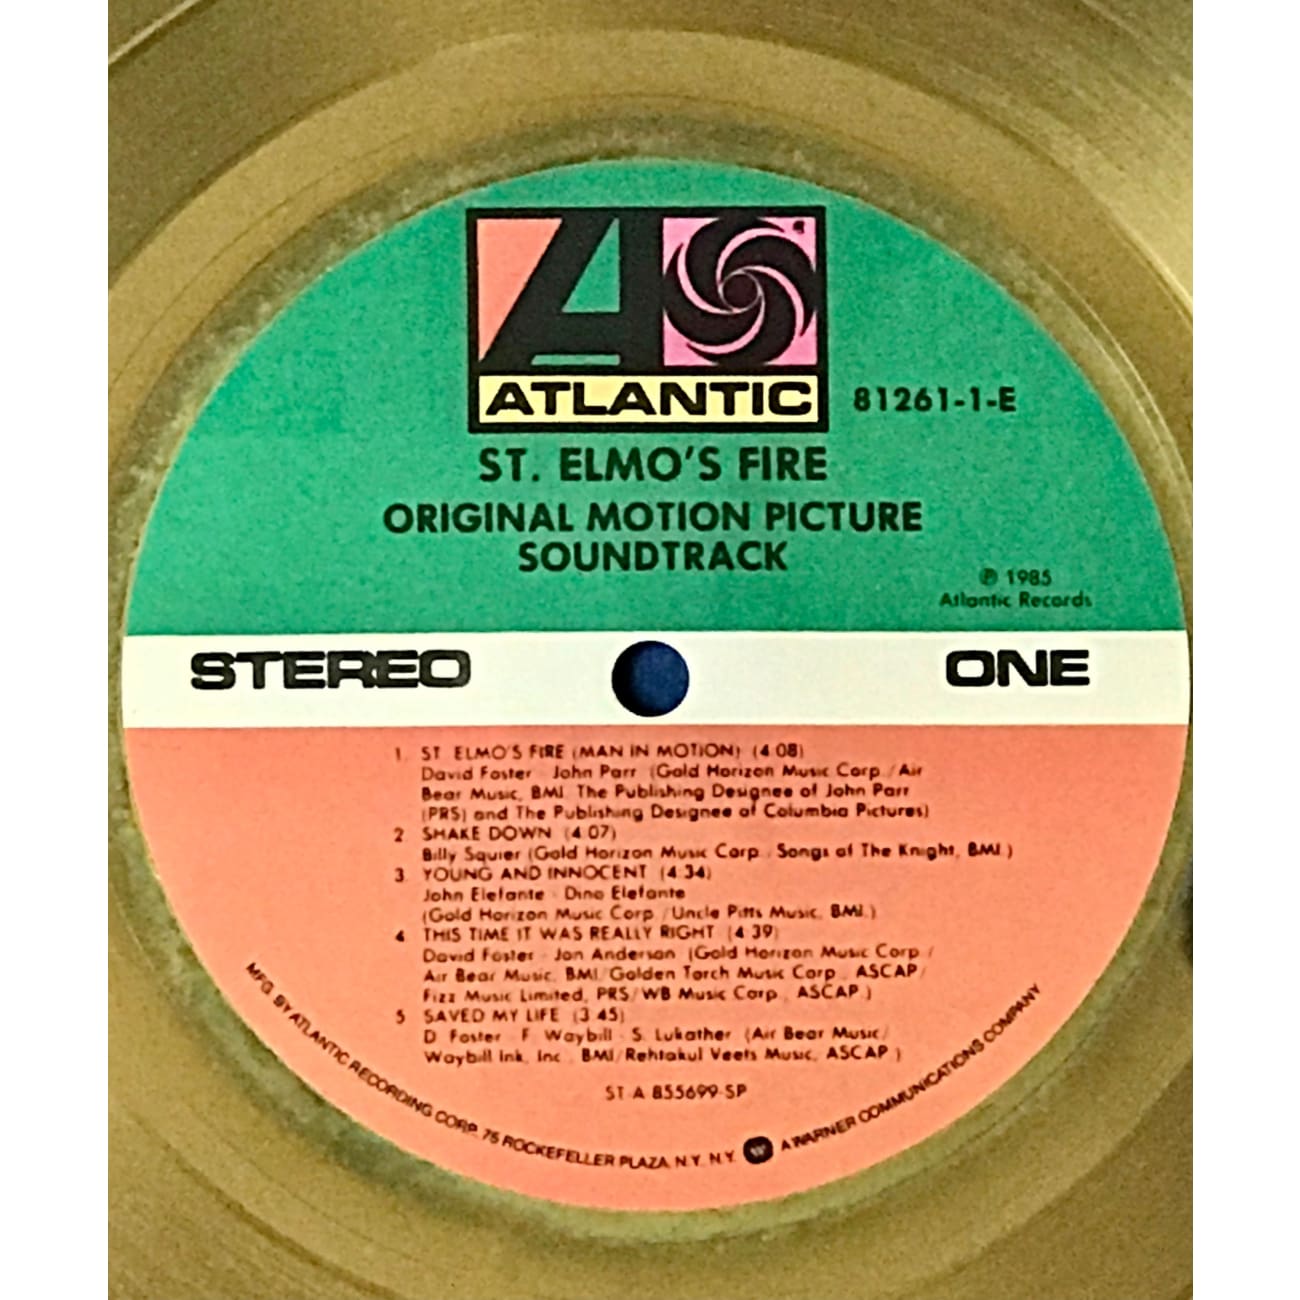 ATLANTIC
81261-1-E
ST. ELMO'S FIRE
ORIGINAL MOTION PICTURE
SOUNDTRACK
℗ 1985
Atlantic Records
STEREO
ONE
1. ST. ELMO'S FIRE (MAN IN MOTION) (4:08)
David Foster - John Parr (Gold Horizon Music Corp./Air
Bear Music, BMI. The Publishing Designee of John Parr
(PRS) and The Publishing Designee of Columbia Pictures)
2. SHAKE DOWN (4:07)
Billy Squier (Gold Horizon Music Corp., Songs of The Knight, BMI.)
3. YOUNG AND INNOCENT (4:34)
John Elefante - Dino Elefante
(Gold Horizon Music Corp./Uncle Pitts Music, BMI.)
4. THIS TIME IT WAS REALLY RIGHT (4:39)
David Foster - Jon Anderson (Gold Horizon Music Corp./
Air Bear Music, BMI/Golden Torch Music Corp., ASCAP/
Fizz Music Limited, PRS/WB Music Corp., ASCAP.)
5. SAVED MY LIFE (3:45)
D. Foster - F. Waybill - S. Lukather (Air Bear Music/
Waybill Ink, Inc., BMI/Rehtakul Veets Music, ASCAP.)
ST-A-855699-SP
MFG. BY ATLANTIC RECORDING CORP. 75 ROCKEFELLER PLAZA, N.Y. N.Y. A WARNER COMMUNICATIONS COMPANY